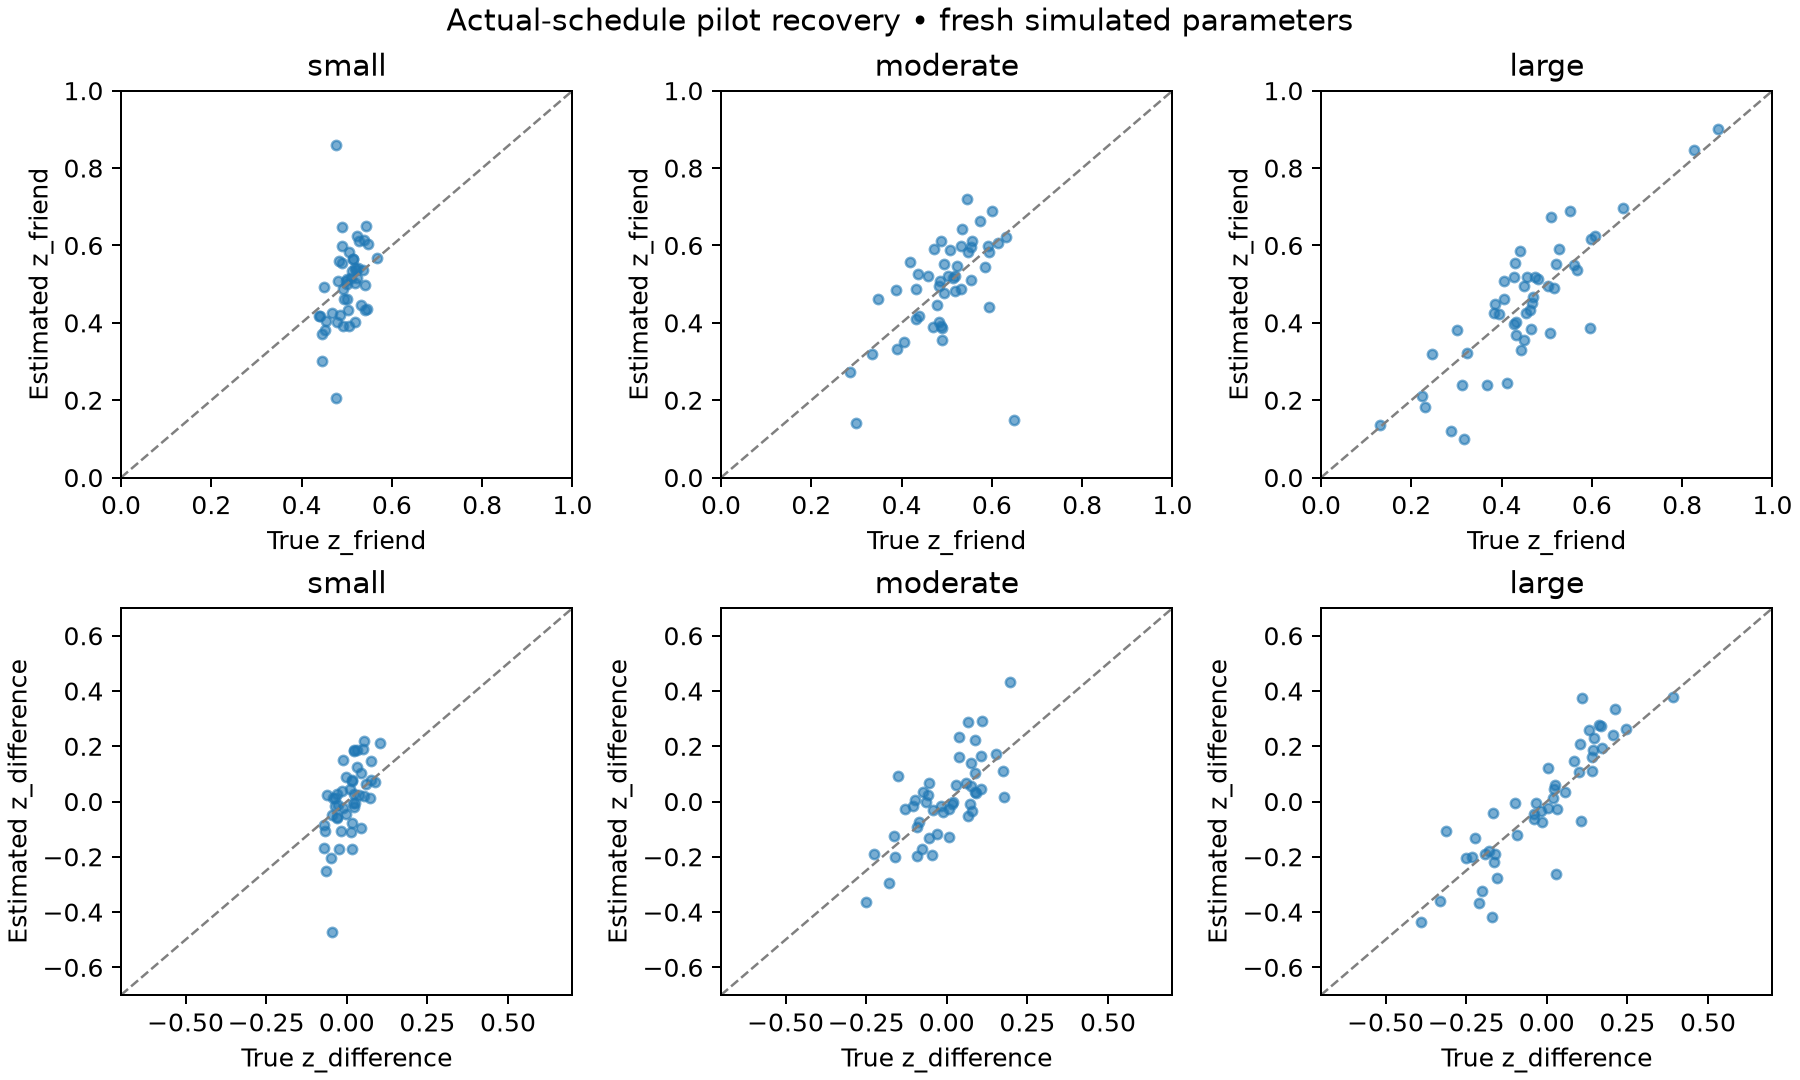 Actual-schedule pilot recovery • fresh simulated parameters
small
moderate
large
1.0
0.8
0.6
0.4
0.2
0.0
Estimated z_friend
0.0 0.2 0.4 0.6 0.8 1.0
True z_friend
1.0
0.8
0.6
0.4
0.2
0.0
Estimated z_friend
0.0 0.2 0.4 0.6 0.8 1.0
True z_friend
1.0
0.8
0.6
0.4
0.2
0.0
Estimated z_friend
0.0 0.2 0.4 0.6 0.8 1.0
True z_friend
small
moderate
large
0.6
0.4
0.2
0.0
−0.2
−0.4
−0.6
Estimated z_difference
−0.50 −0.25 0.00 0.25 0.50
True z_difference
0.6
0.4
0.2
0.0
−0.2
−0.4
−0.6
Estimated z_difference
−0.50 −0.25 0.00 0.25 0.50
True z_difference
0.6
0.4
0.2
0.0
−0.2
−0.4
−0.6
Estimated z_difference
−0.50 −0.25 0.00 0.25 0.50
True z_difference